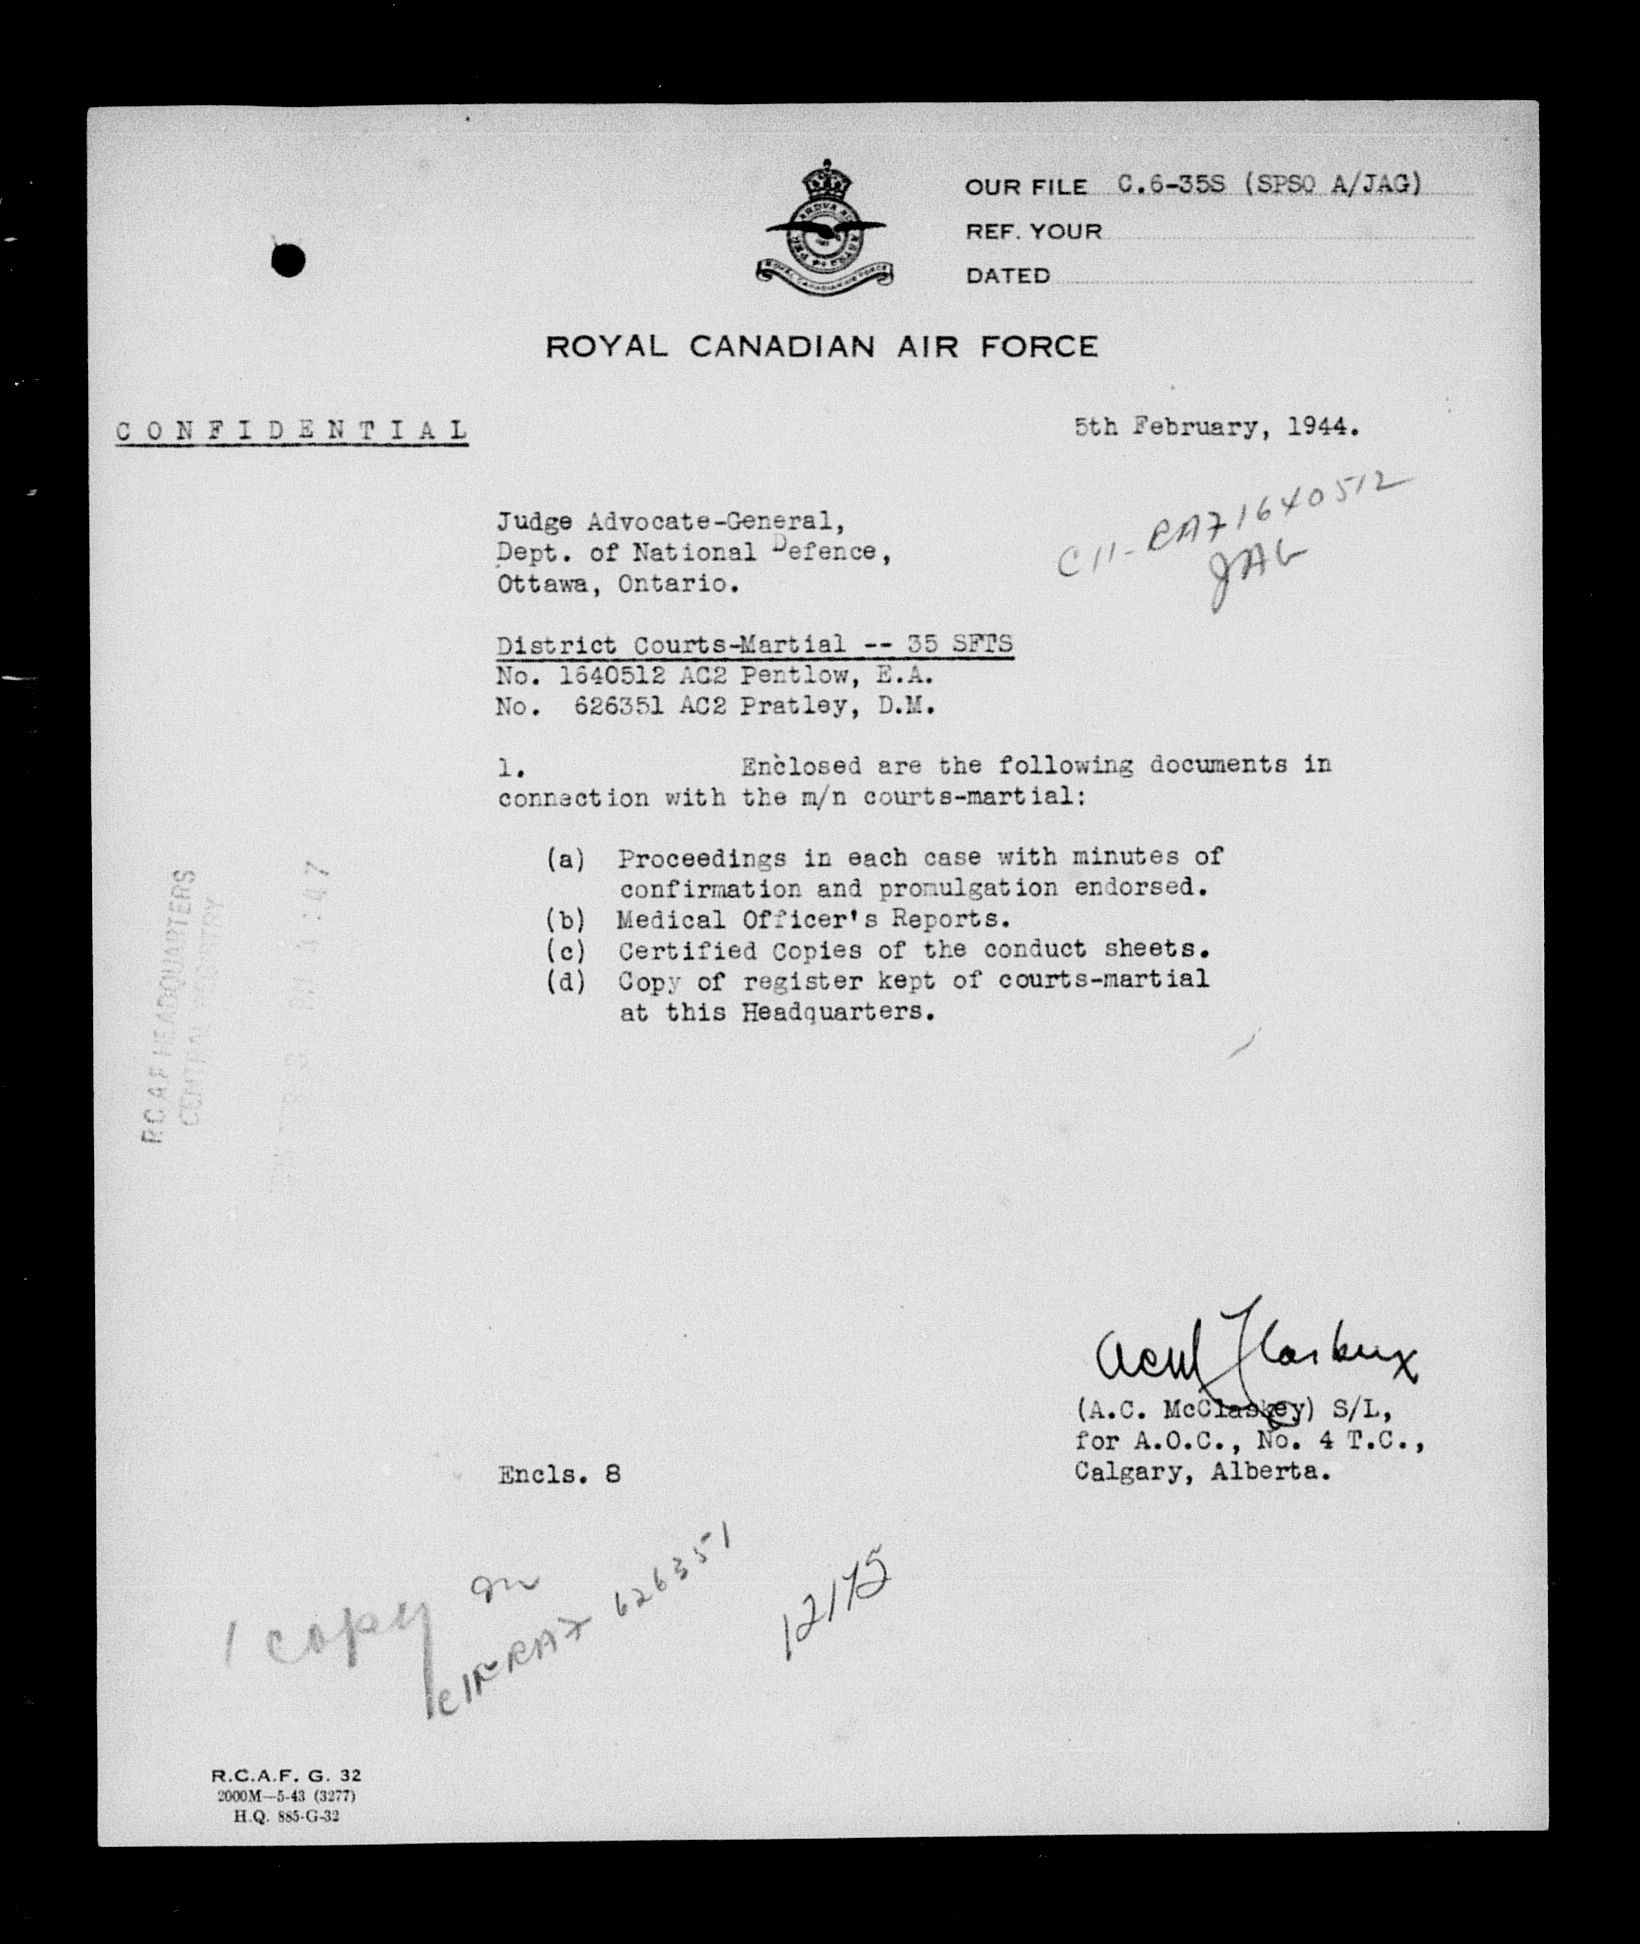 OUR FILE C.6-35S (SPSO A/JAG)
REF. YOUR
DATED
ROYAL CANADIAN AIR FORCE
CONFIDENTIAL
5th February, 1944.
C11-RAF1640512
JAG
Judge Advocate-General,
Dept. of National Defence,
Ottawa, Ontario.
District Courts-Martial -- 35 SFTS
No. 1640512 AC2 Pentlow, E.A.
No. 626351 AC2 Pratley, D.M.
1. Enclosed are the following documents in
connection with the m/n courts-martial:
(a) Proceedings in each case with minutes of
confirmation and promulgation endorsed.
(b) Medical Officer's Reports.
(c) Certified Copies of the conduct sheets.
(d) Copy of register kept of courts-martial
at this Headquarters.
R.C.A.F. HEADQUARTERS
CENTRAL REGISTRY
PM 4:47
(A.C. McClaskey) S/L,
for A.O.C., No. 4 T.C.,
Calgary, Alberta.
Encls. 8
1 copy on
C11-RAF 626351
12175
R.C.A.F. G. 32
2000M—5-43 (3277)
H.Q. 885-G-32